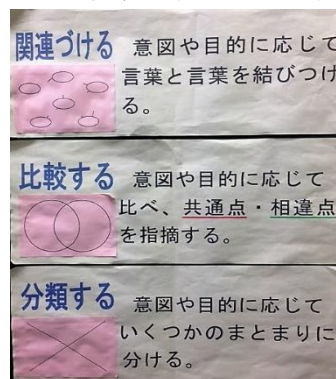 関連づける
意図や目的に応じて
言葉と言葉を結びつけ
る。
比較する
意図や目的に応じて
比べ、共通点・相違点
を指摘する。
分類する
意図や目的に応じて
いくつかのまとまりに
分ける。